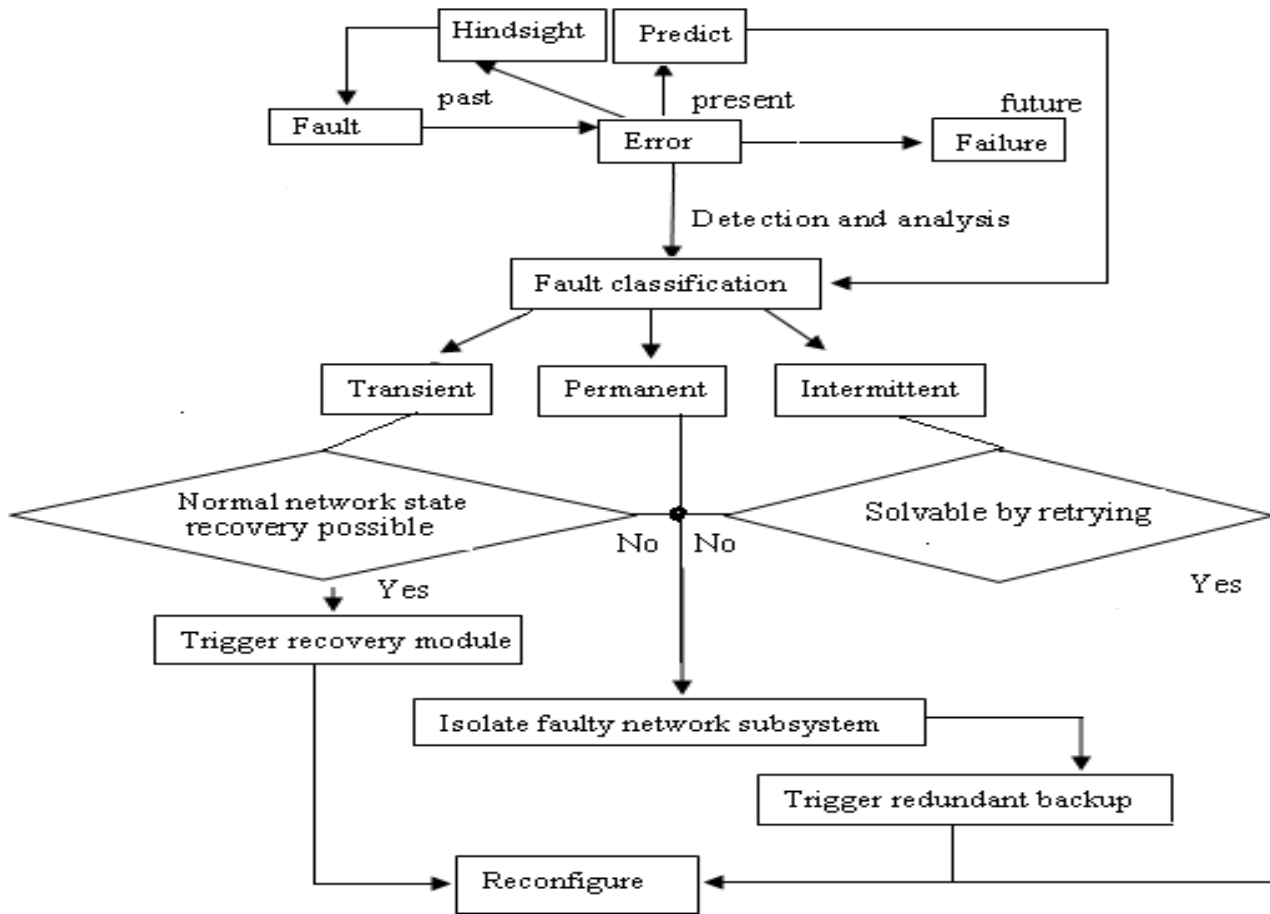 Hindsight
Predict
past
present
future
Fault
Error
Failure
Detection and analysis
Fault classification
Transient
Permanent
Intermittent
Normal network state
recovery possible
Solvable by retrying
No
No
Yes
Yes
Trigger recovery module
Isolate faulty network subsystem
Trigger redundant backup
Reconfigure